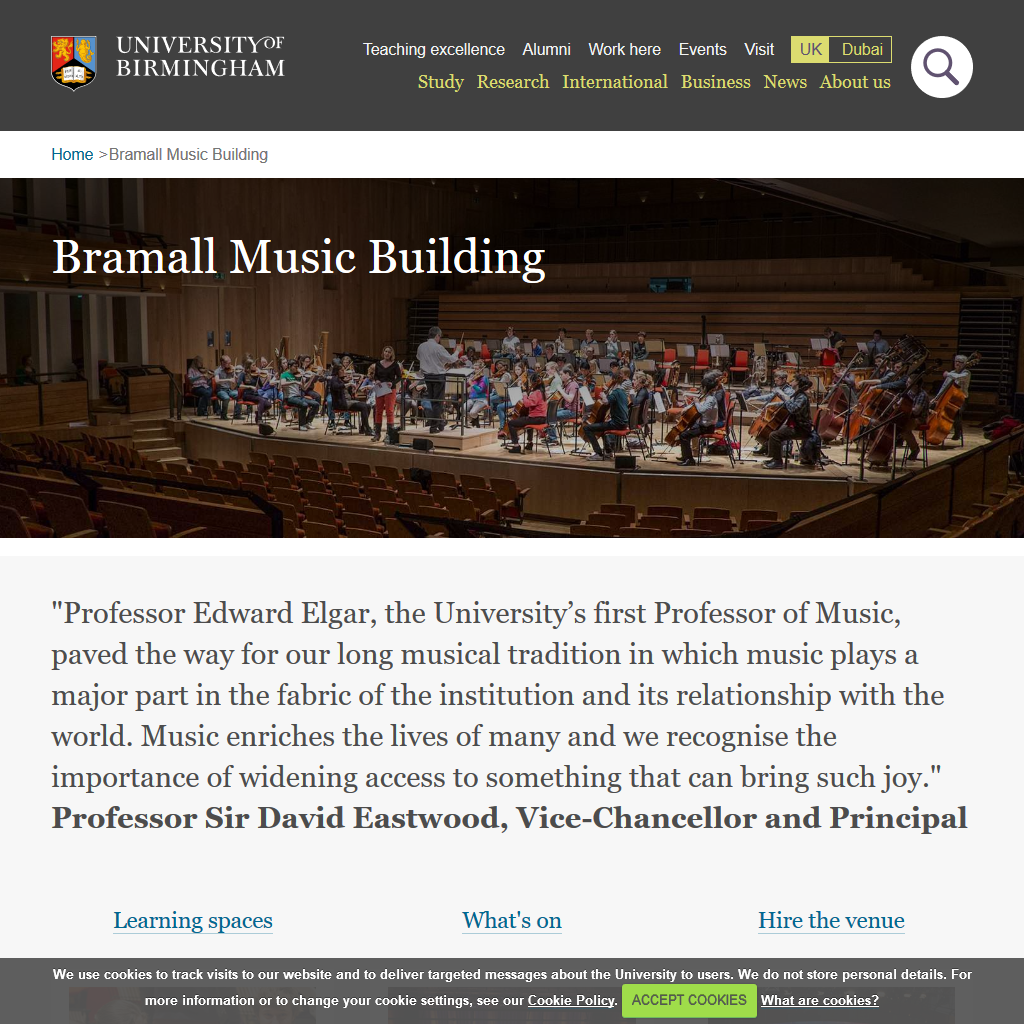 UNIVERSITY OF
BIRMINGHAM
Teaching excellence Alumni Work here Events Visit UK Dubai
Study Research International Business News About us
Home >Bramall Music Building
Bramall Music Building
"Professor Edward Elgar, the University’s first Professor of Music,
paved the way for our long musical tradition in which music plays a
major part in the fabric of the institution and its relationship with the
world. Music enriches the lives of many and we recognise the
importance of widening access to something that can bring such joy."
Professor Sir David Eastwood, Vice-Chancellor and Principal
Learning spaces What's on Hire the venue
We use cookies to track visits to our website and to deliver targeted messages about the University to users. We do not store personal details. For
more information or to change your cookie settings, see our Cookie Policy. ACCEPT COOKIES What are cookies?